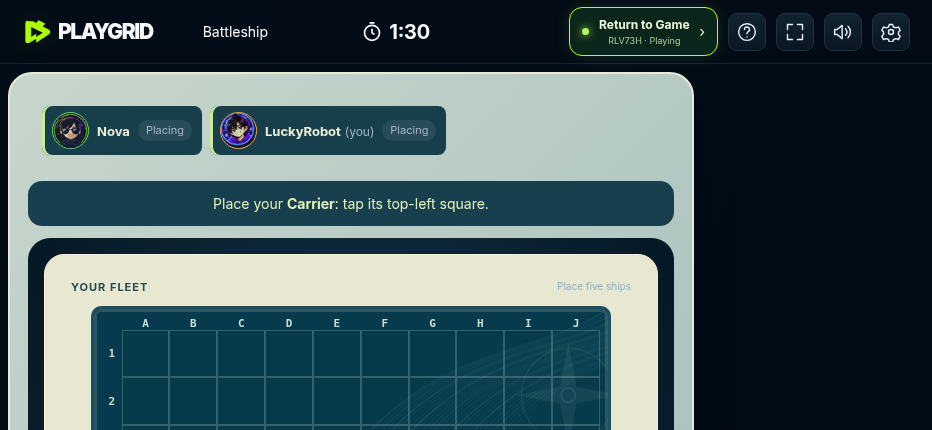 PLAYGRID
Battleship
1:30
Return to Game
RLV73H · Playing
›
Nova
Placing
LuckyRobot (you)
Placing
Place your Carrier: tap its top-left square.
YOUR FLEET
Place five ships
A B C D E F G H I J
1
2